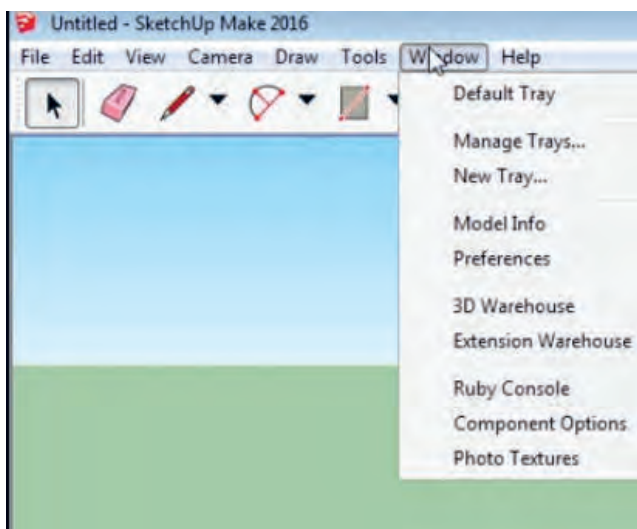 Untitled - SketchUp Make 2016
File Edit View Camera Draw Tools Window Help
Default Tray
Manage Trays...
New Tray...
Model Info
Preferences
3D Warehouse
Extension Warehouse
Ruby Console
Component Options
Photo Textures